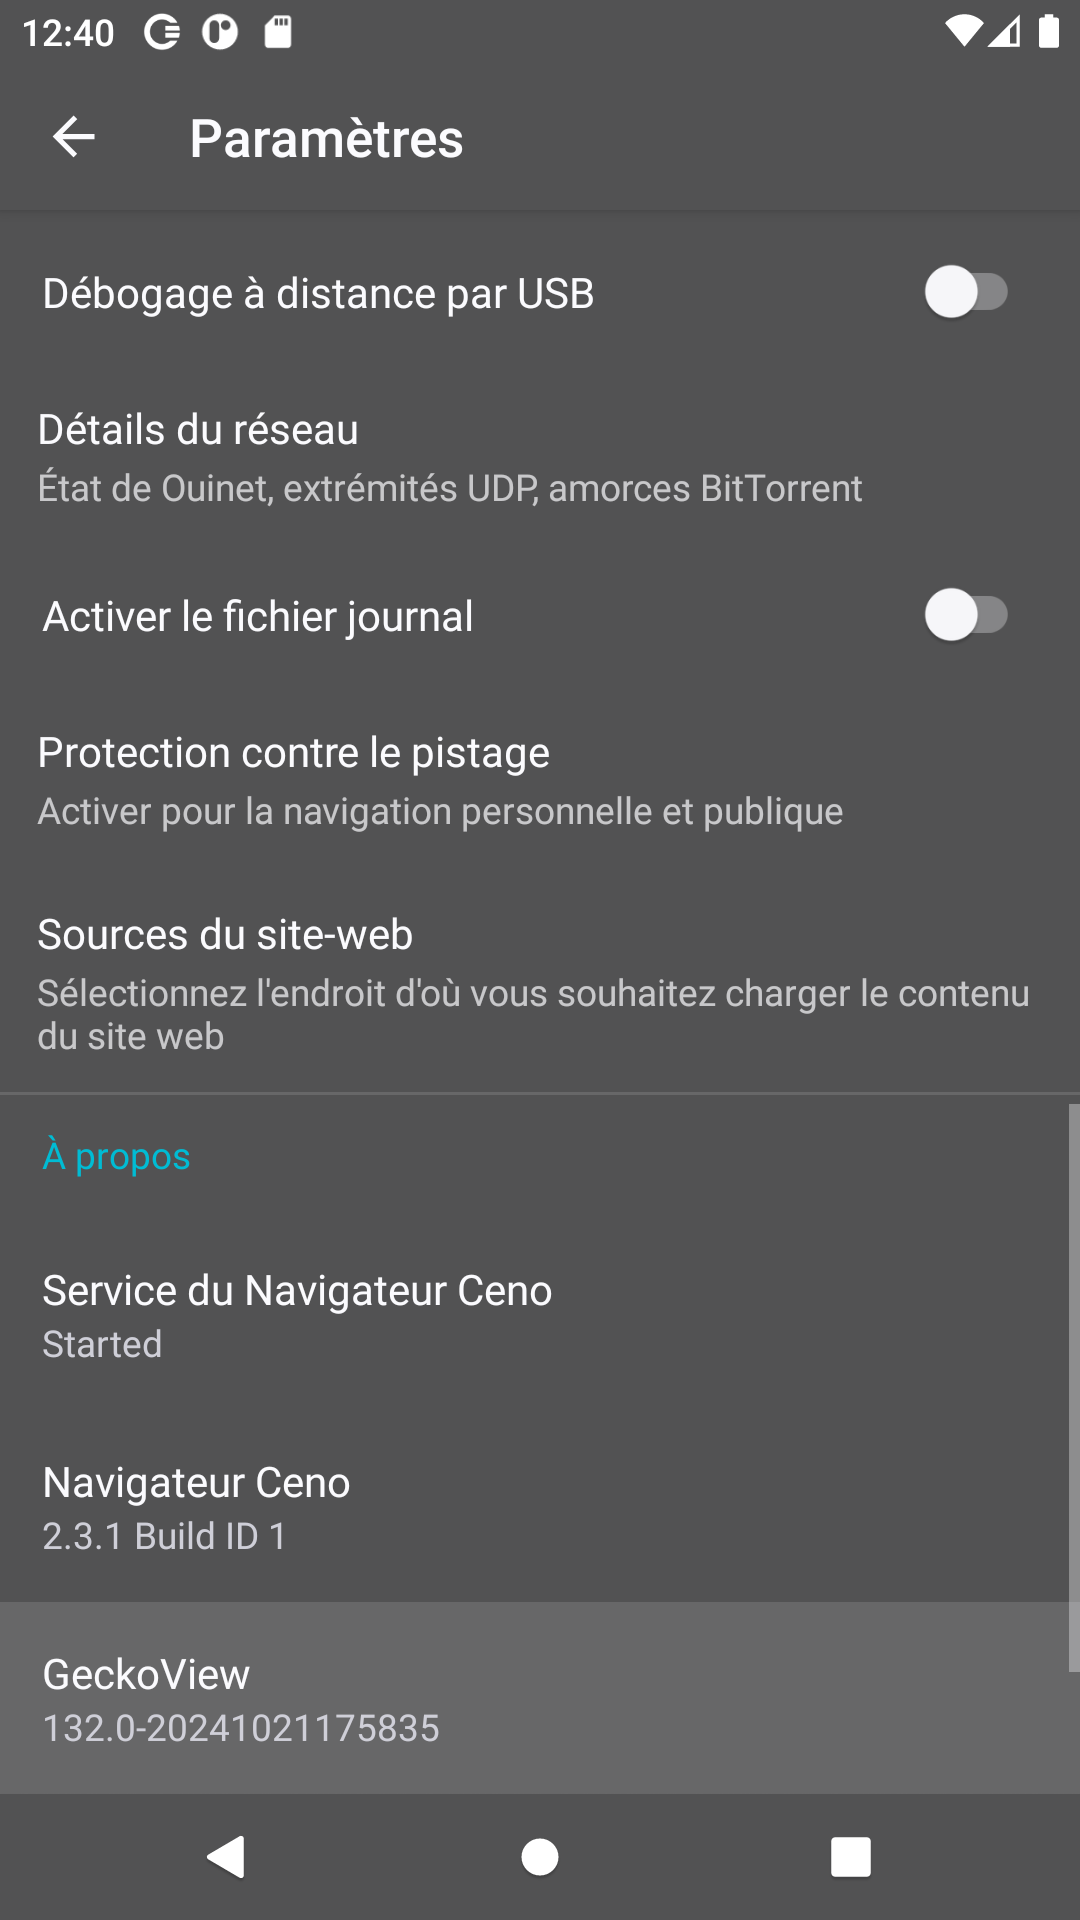 12:40
Paramètres
Débogage à distance par USB
Détails du réseau
État de Ouinet, extrémités UDP, amorces BitTorrent
Activer le fichier journal
Protection contre le pistage
Activer pour la navigation personnelle et publique
Sources du site-web
Sélectionnez l'endroit d'où vous souhaitez charger le contenu
du site web
À propos
Service du Navigateur Ceno
Started
Navigateur Ceno
2.3.1 Build ID 1
GeckoView
132.0-20241021175835